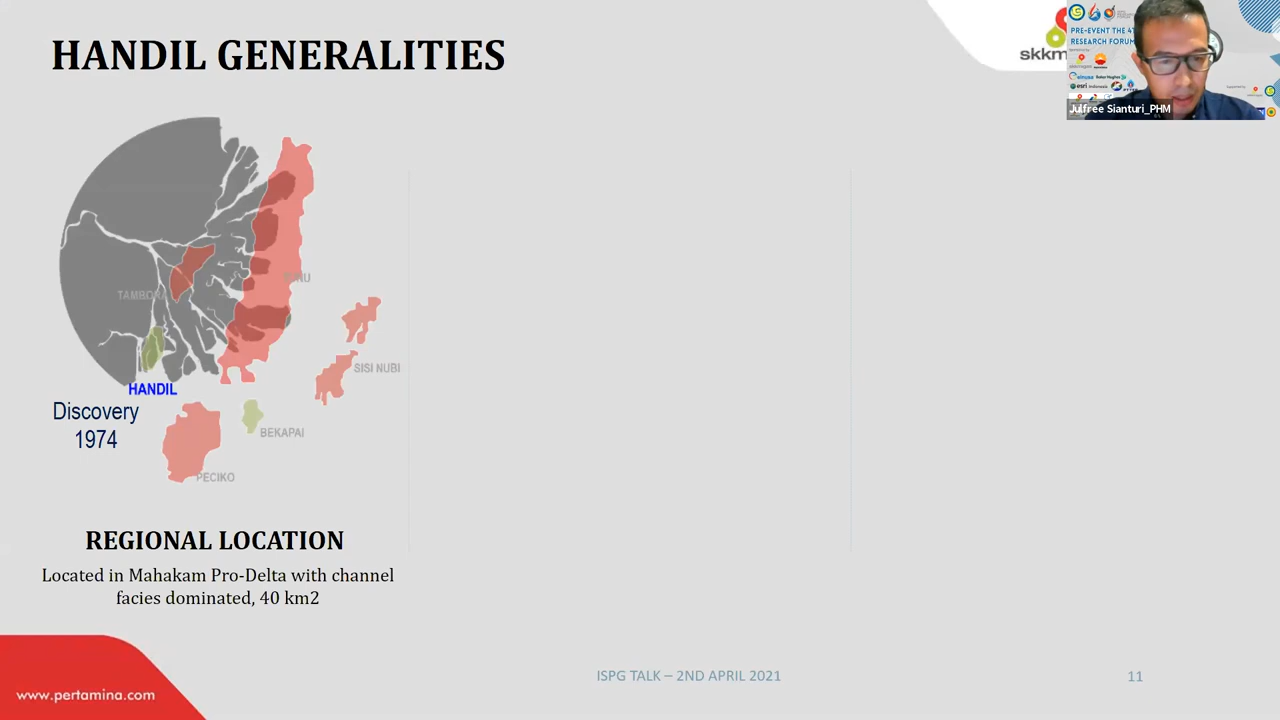 HANDIL GENERALITIES
skkm
PRE-EVENT THE 4
RESEARCH FORUM
Julfree Sianturi_PHM
TAMBORA
HANDIL
Discovery
1974
SISI NUBI
BEKAPAI
PECIKO
REGIONAL LOCATION
Located in Mahakam Pro-Delta with channel
facies dominated, 40 km2
www.pertamina.com
ISPG TALK – 2ND APRIL 2021
11